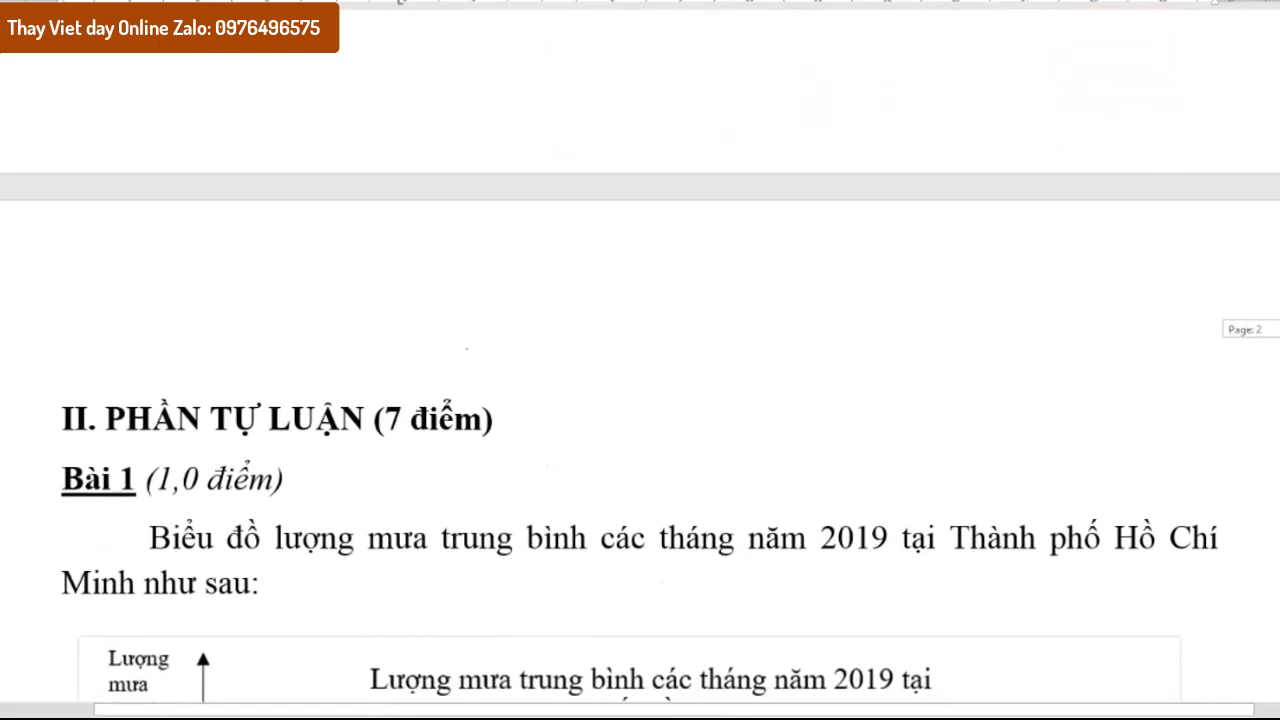 Thay Viet day Online Zalo: 0976496575
Page: 2
II. PHẦN TỰ LUẬN (7 điểm)
Bài 1 (1,0 điểm)
Biểu đồ lượng mưa trung bình các tháng năm 2019 tại Thành phố Hồ Chí
Minh như sau:
Lượng
mưa
Lượng mưa trung bình các tháng năm 2019 tại